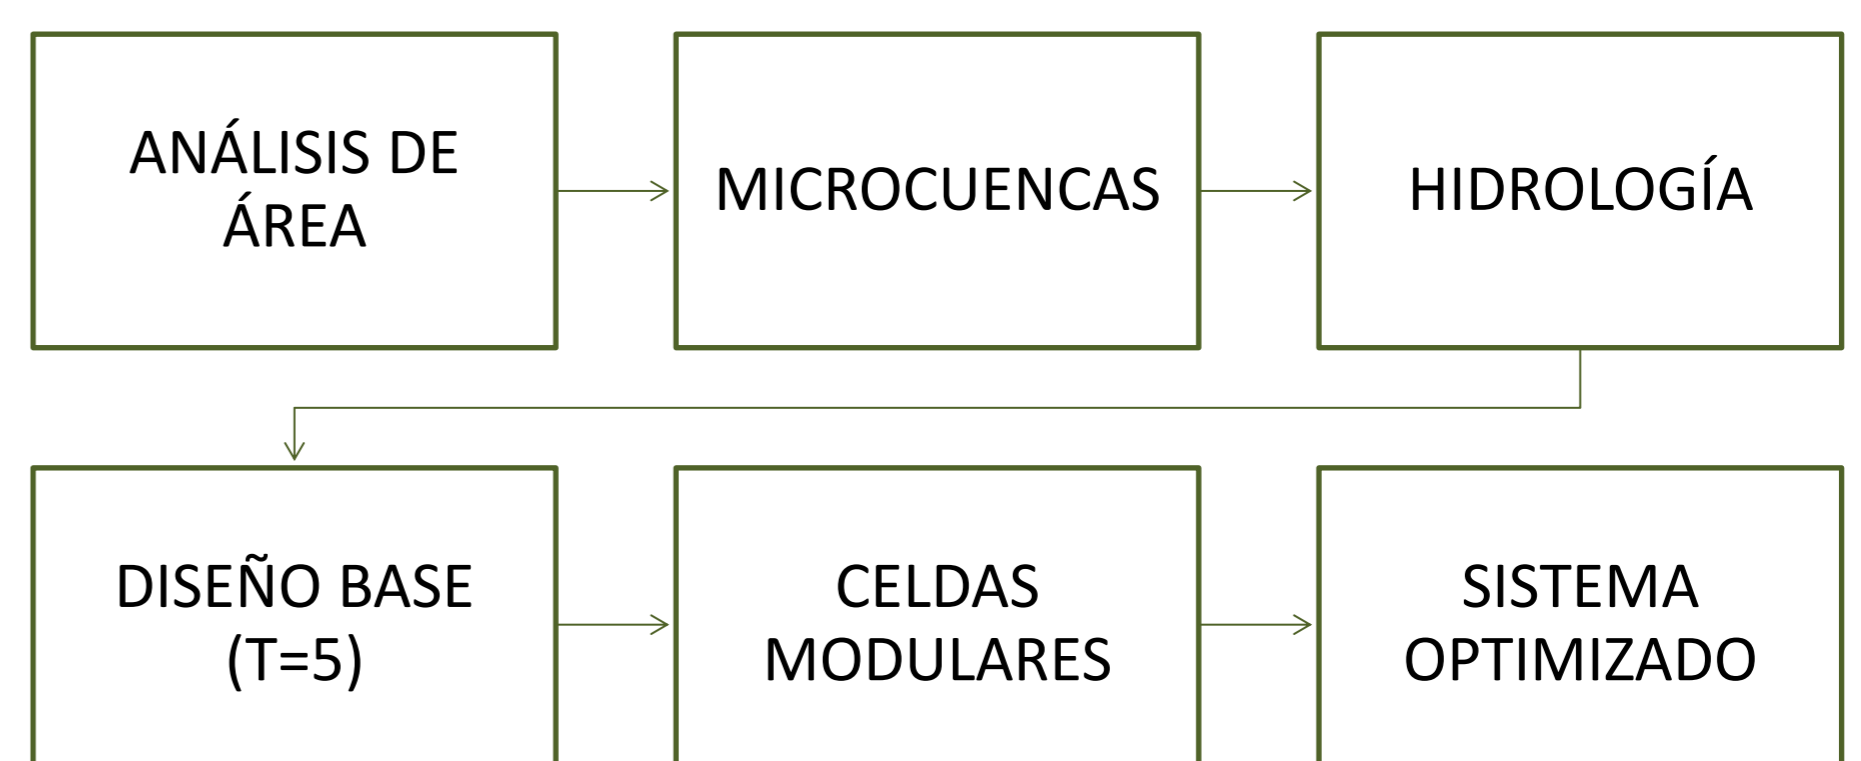 ANÁLISIS DE
ÁREA
MICROCUENCAS
HIDROLOGÍA
DISEÑO BASE
(T=5)
CELDAS
MODULARES
SISTEMA
OPTIMIZADO